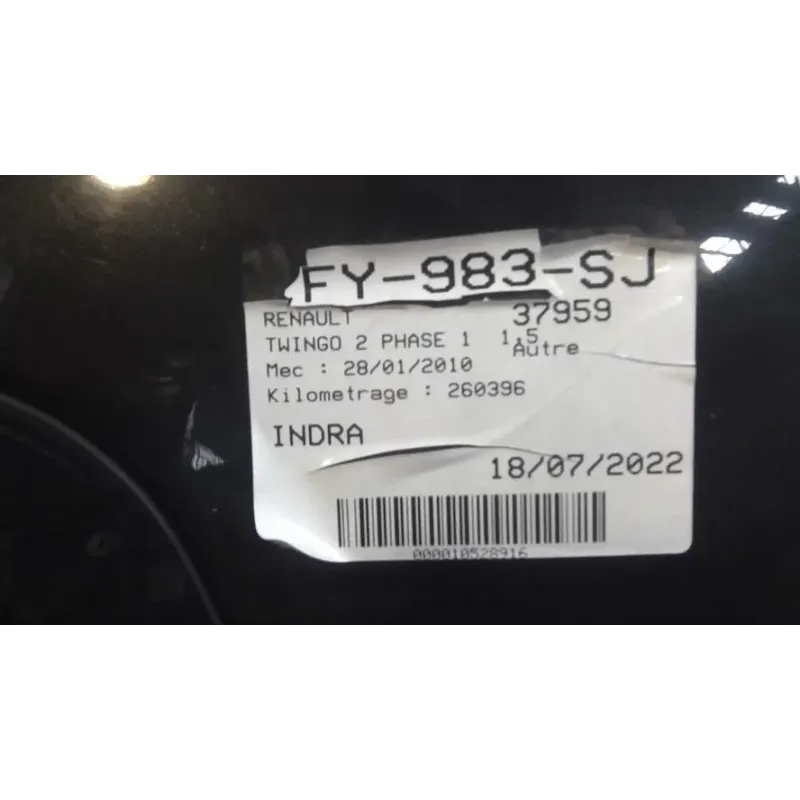 FY-983-SJ
RENAULT 37959
TWINGO 2 PHASE 1 1.5
Autre
Mec : 28/01/2010
Kilometrage : 260396
INDRA
18/07/2022
000010528916